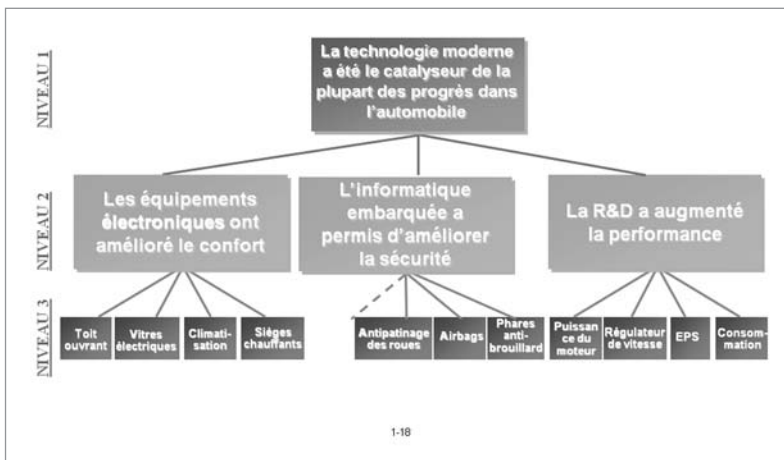 NIVEAU 1
La technologie moderne
a été le catalyseur de la
plupart des progrès dans
l'automobile
NIVEAU 2
Les équipements
électroniques ont
amélioré le confort
L'informatique
embarquée a
permis d'améliorer
la sécurité
La R&D a augmenté
la performance
NIVEAU 3
Toit
ouvrant
Vitres
électriques
Climati-
sation
Sièges
chauffants
Antipatinage
des roues
Airbags
Phares
anti-
brouillard
Puissan
ce du
moteur
Régulateur
de vitesse
EPS
Consom-
mation
1-18